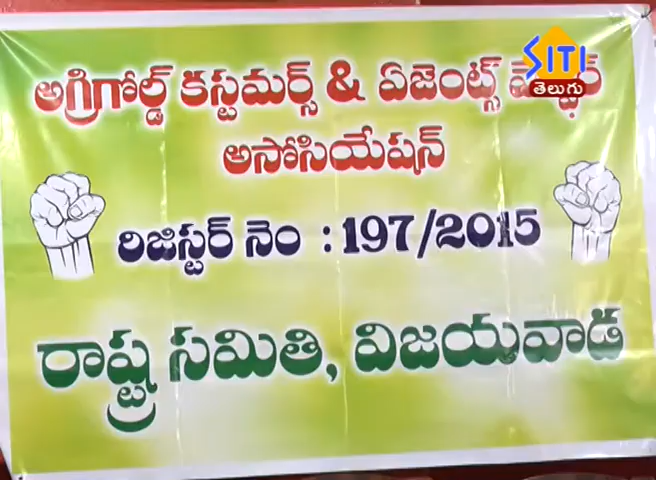 SITI
తెలుగు
అగ్రిగోల్డ్ కస్టమర్స్ & ఏజెంట్స్
అసోసియేషన్
రిజిస్టర్ నెం : 197/2015
రాష్ట్ర సమితి, విజయవాడ